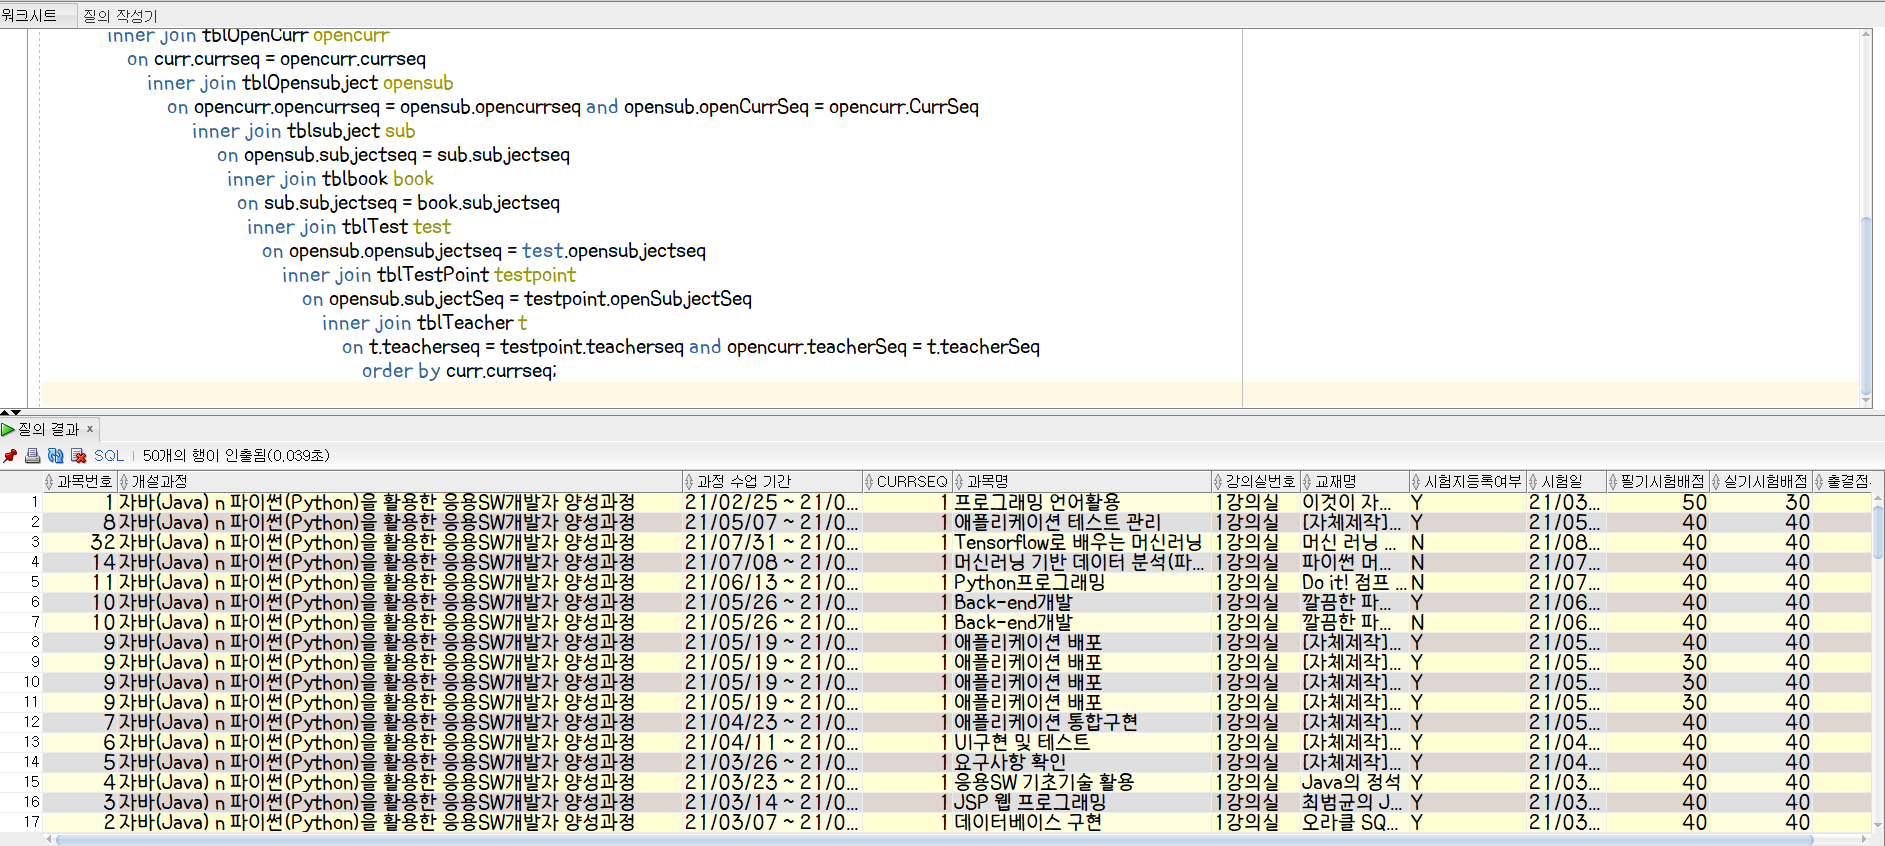 워크시트 질의 작성기
inner join tblOpenCurr opencurr
on curr.currseq = opencurr.currseq
inner join tblOpensubject opensub
on opencurr.opencurrseq = opensub.opencurrseq and opensub.openCurrSeq = opencurr.CurrSeq
inner join tblsubject sub
on opensub.subjectseq = sub.subjectseq
inner join tblbook book
on sub.subjectseq = book.subjectseq
inner join tblTest test
on opensub.opensubjectseq = test.opensubjectseq
inner join tblTestPoint testpoint
on opensub.subjectSeq = testpoint.openSubjectSeq
inner join tblTeacher t
on t.teacherseq = testpoint.teacherseq and opencurr.teacherSeq = t.teacherSeq
order by curr.currseq;
질의 결과 x
SQL | 50개의 행이 인출됨(0.039초)
과목번호 개설과정 과정 수업 기간 CURRSEQ 과목명 강의실번호 교재명 시험지등록여부 시험일 필기시험배점 실기시험배점 출결점...
1 1 자바(Java) n 파이썬(Python)을 활용한 응용SW개발자 양성과정 21/02/25 ~ 21/0... 1 프로그래밍 언어활용 1강의실 이것이 자... Y 21/03... 50 30
2 8 자바(Java) n 파이썬(Python)을 활용한 응용SW개발자 양성과정 21/05/07 ~ 21/0... 1 애플리케이션 테스트 관리 1강의실 [자체제작]... Y 21/05... 40 40
3 32 자바(Java) n 파이썬(Python)을 활용한 응용SW개발자 양성과정 21/07/31 ~ 21/0... 1 Tensorflow로 배우는 머신러닝 1강의실 머신 러닝 ... N 21/08... 40 40
4 14 자바(Java) n 파이썬(Python)을 활용한 응용SW개발자 양성과정 21/07/08 ~ 21/0... 1 머신러닝 기반 데이터 분석(파... 1강의실 파이썬 머... N 21/07... 40 40
5 11 자바(Java) n 파이썬(Python)을 활용한 응용SW개발자 양성과정 21/06/13 ~ 21/0... 1 Python프로그래밍 1강의실 Do it! 점프 ... N 21/07... 40 40
6 10 자바(Java) n 파이썬(Python)을 활용한 응용SW개발자 양성과정 21/05/26 ~ 21/0... 1 Back-end개발 1강의실 깔끔한 파... Y 21/06... 40 40
7 10 자바(Java) n 파이썬(Python)을 활용한 응용SW개발자 양성과정 21/05/26 ~ 21/0... 1 Back-end개발 1강의실 깔끔한 파... N 21/06... 40 40
8 9 자바(Java) n 파이썬(Python)을 활용한 응용SW개발자 양성과정 21/05/19 ~ 21/0... 1 애플리케이션 배포 1강의실 [자체제작]... Y 21/05... 40 40
9 9 자바(Java) n 파이썬(Python)을 활용한 응용SW개발자 양성과정 21/05/19 ~ 21/0... 1 애플리케이션 배포 1강의실 [자체제작]... Y 21/05... 30 40
10 9 자바(Java) n 파이썬(Python)을 활용한 응용SW개발자 양성과정 21/05/19 ~ 21/0... 1 애플리케이션 배포 1강의실 [자체제작]... Y 21/05... 30 40
11 9 자바(Java) n 파이썬(Python)을 활용한 응용SW개발자 양성과정 21/05/19 ~ 21/0... 1 애플리케이션 배포 1강의실 [자체제작]... Y 21/05... 30 40
12 7 자바(Java) n 파이썬(Python)을 활용한 응용SW개발자 양성과정 21/04/23 ~ 21/0... 1 애플리케이션 통합구현 1강의실 [자체제작]... Y 21/05... 40 40
13 6 자바(Java) n 파이썬(Python)을 활용한 응용SW개발자 양성과정 21/04/11 ~ 21/0... 1 UI구현 및 테스트 1강의실 [자체제작]... Y 21/04... 40 40
14 5 자바(Java) n 파이썬(Python)을 활용한 응용SW개발자 양성과정 21/03/26 ~ 21/0... 1 요구사항 확인 1강의실 [자체제작]... Y 21/04... 40 40
15 4 자바(Java) n 파이썬(Python)을 활용한 응용SW개발자 양성과정 21/03/23 ~ 21/0... 1 응용SW 기초기술 활용 1강의실 Java의 정석 Y 21/03... 40 40
16 3 자바(Java) n 파이썬(Python)을 활용한 응용SW개발자 양성과정 21/03/14 ~ 21/0... 1 JSP 웹 프로그래밍 1강의실 최범균의 J... Y 21/03... 40 40
17 2 자바(Java) n 파이썬(Python)을 활용한 응용SW개발자 양성과정 21/03/07 ~ 21/0... 1 데이터베이스 구현 1강의실 오라클 SQ... Y 21/03... 40 40